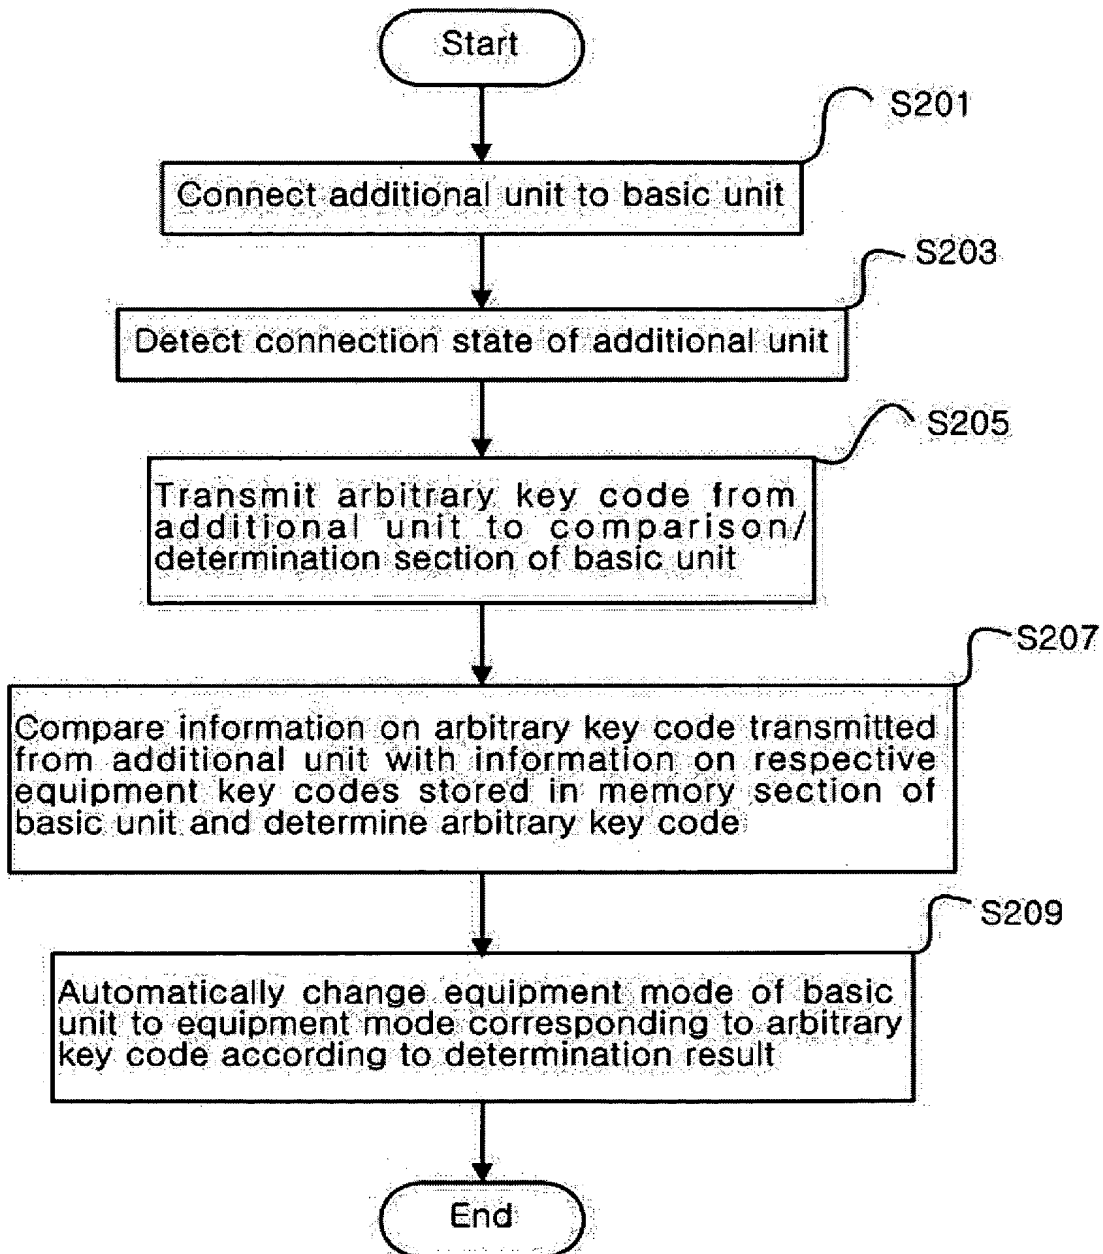 Start
S201
Connect additional unit to basic unit
S203
Detect connection state of additional unit
S205
Transmit arbitrary key code from
additional unit to comparison/
determination section of basic unit
S207
Compare information on arbitrary key code transmitted
from additional unit with information on respective
equipment key codes stored in memory section of
basic unit and determine arbitrary key code
S209
Automatically change equipment mode of basic
unit to equipment mode corresponding to arbitrary
key code according to determination result
End